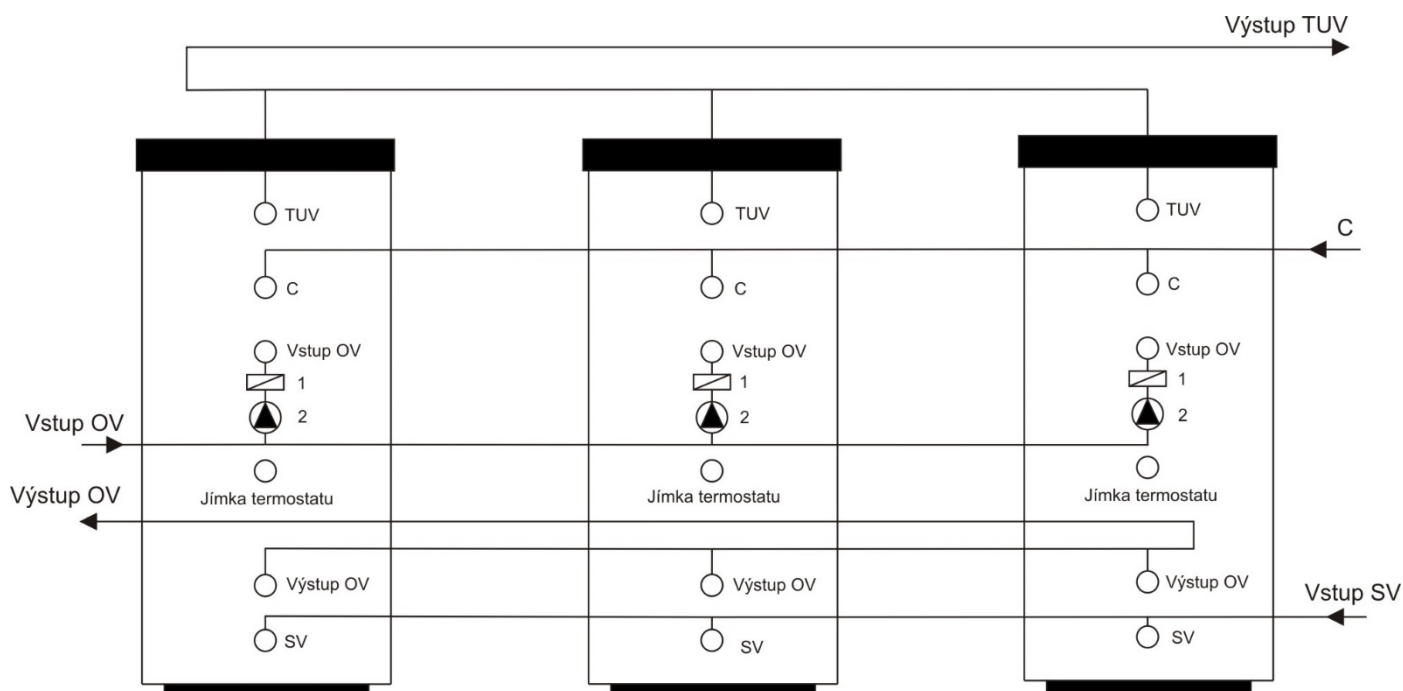 Výstup TUV
TUV
TUV
TUV
C
C
C
C
Vstup OV
Vstup OV
Vstup OV
1
1
1
2
2
2
Vstup OV
Jímka termostatu
Jímka termostatu
Jímka termostatu
Výstup OV
Výstup OV
Výstup OV
Výstup OV
Vstup SV
SV
SV
SV